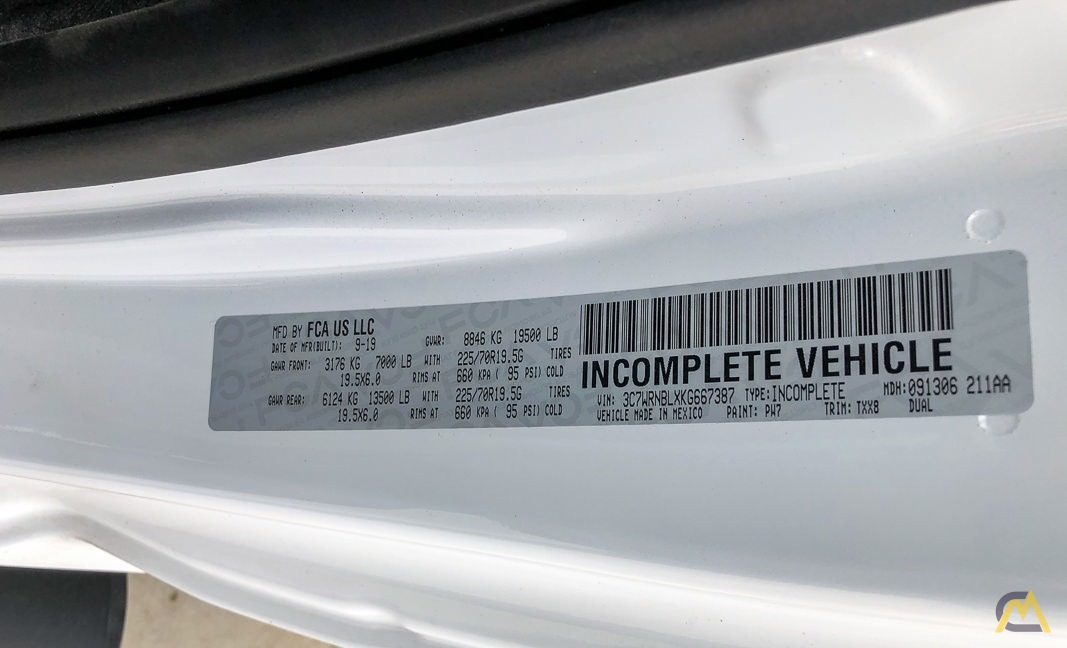 MFD BY FCA US LLC
DATE OF MFR(BUILT): 9-19 GVWR: 8846 KG 19500 LB
GAWR FRONT: 3176 KG 7000 LB WITH 225/70R19.5G TIRES
19.5X6.0 RIMS AT 660 KPA ( 95 PSI) COLD
GAWR REAR: 6124 KG 13500 LB WITH 225/70R19.5G TIRES
19.5X6.0 RIMS AT 660 KPA ( 95 PSI) COLD
INCOMPLETE VEHICLE
VIN: 3C7WRNBLXKG667387 TYPE:INCOMPLETE MDH:091306 211AA
VEHICLE MADE IN MEXICO PAINT: PW7 TRIM: TXX8 DUAL